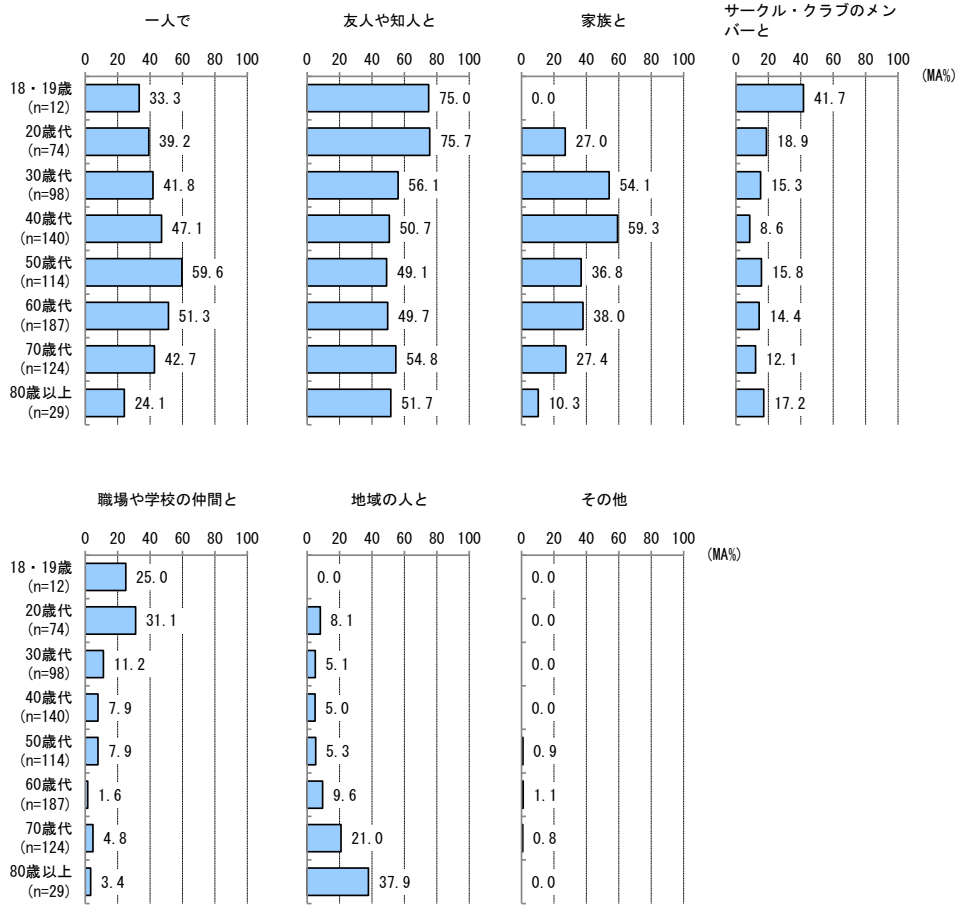 一人で
友人や知人と
家族と
サークル・クラブのメン
バーと
0 20 40 60 80 100
0 20 40 60 80 100
0 20 40 60 80 100
0 20 40 60 80 100
(MA%)
18・19歳
(n=12)
33.3
75.0
0.0
41.7
20歳代
(n=74)
39.2
75.7
27.0
18.9
30歳代
(n=98)
41.8
56.1
54.1
15.3
40歳代
(n=140)
47.1
50.7
59.3
8.6
50歳代
(n=114)
59.6
49.1
36.8
15.8
60歳代
(n=187)
51.3
49.7
38.0
14.4
70歳代
(n=124)
42.7
54.8
27.4
12.1
80歳以上
(n=29)
24.1
51.7
10.3
17.2
職場や学校の仲間と
地域の人と
その他
0 20 40 60 80 100
0 20 40 60 80 100
0 20 40 60 80 100
(MA%)
18・19歳
(n=12)
25.0
0.0
0.0
20歳代
(n=74)
31.1
8.1
0.0
30歳代
(n=98)
11.2
5.1
0.0
40歳代
(n=140)
7.9
5.0
0.0
50歳代
(n=114)
7.9
5.3
0.9
60歳代
(n=187)
1.6
9.6
1.1
70歳代
(n=124)
4.8
21.0
0.8
80歳以上
(n=29)
3.4
37.9
0.0